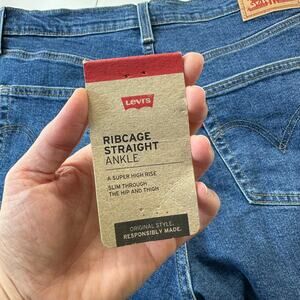 Levi's
RIBCAGE
STRAIGHT
ANKLE
A SUPER HIGH RISE
SLIM THROUGH
THE HIP AND THIGH
ORIGINAL STYLE.
RESPONSIBLY MADE.